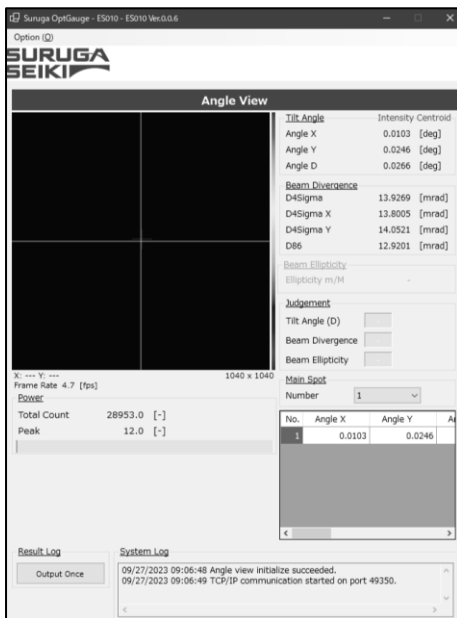 Suruga OptGauge - ES010 - ES010 Ver.0.0.6
Option (O)
SURUGA
SEIKI
Angle View
Tilt Angle Intensity Centroid
Angle X 0.0103 [deg]
Angle Y 0.0246 [deg]
Angle D 0.0266 [deg]
Beam Divergence
D4Sigma 13.9269 [mrad]
D4Sigma X 13.8005 [mrad]
D4Sigma Y 14.0521 [mrad]
D86 12.9201 [mrad]
Beam Ellipticity
Ellipticity m/M -
Judgement
Tilt Angle (D)
Beam Divergence
Beam Ellipticity
X: --- Y: --- 1040 x 1040
Frame Rate 4.7 [fps]
Power
Total Count 28953.0 [-]
Peak 12.0 [-]
Main Spot
Number 1
No. Angle X Angle Y A
1 0.0103 0.0246
Result Log
Output Once
System Log
09/27/2023 09:06:48 Angle view initialize succeeded.
09/27/2023 09:06:49 TCP/IP communication started on port 49350.